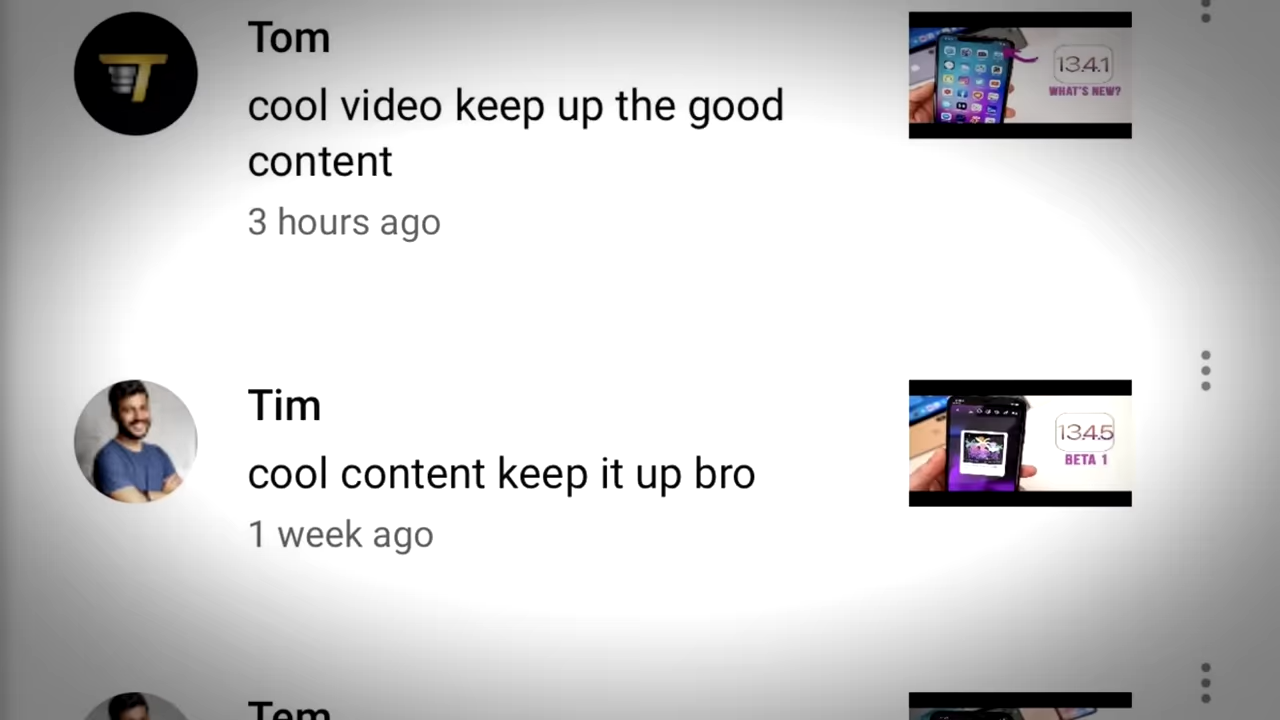 Tom
cool video keep up the good
content
3 hours ago
13.4.1
WHAT'S NEW?
Tim
cool content keep it up bro
1 week ago
13.4.5
BETA 1
Tem